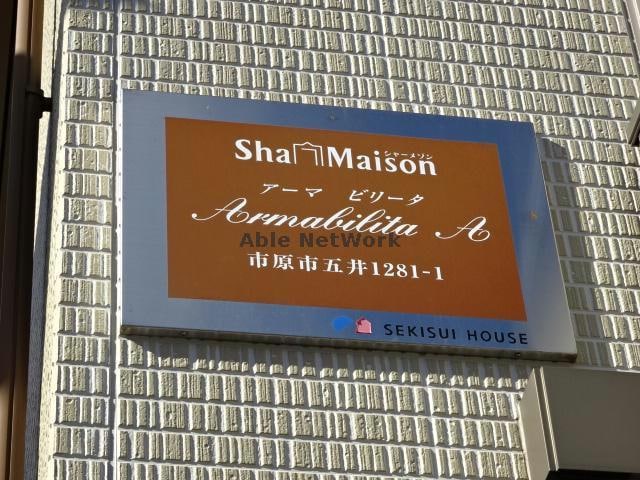 シャーメゾン
Sha Maison
アーマ ビリータ
Armabilita A
Able NetWork
市原市五井1281-1
SEKISUI HOUSE